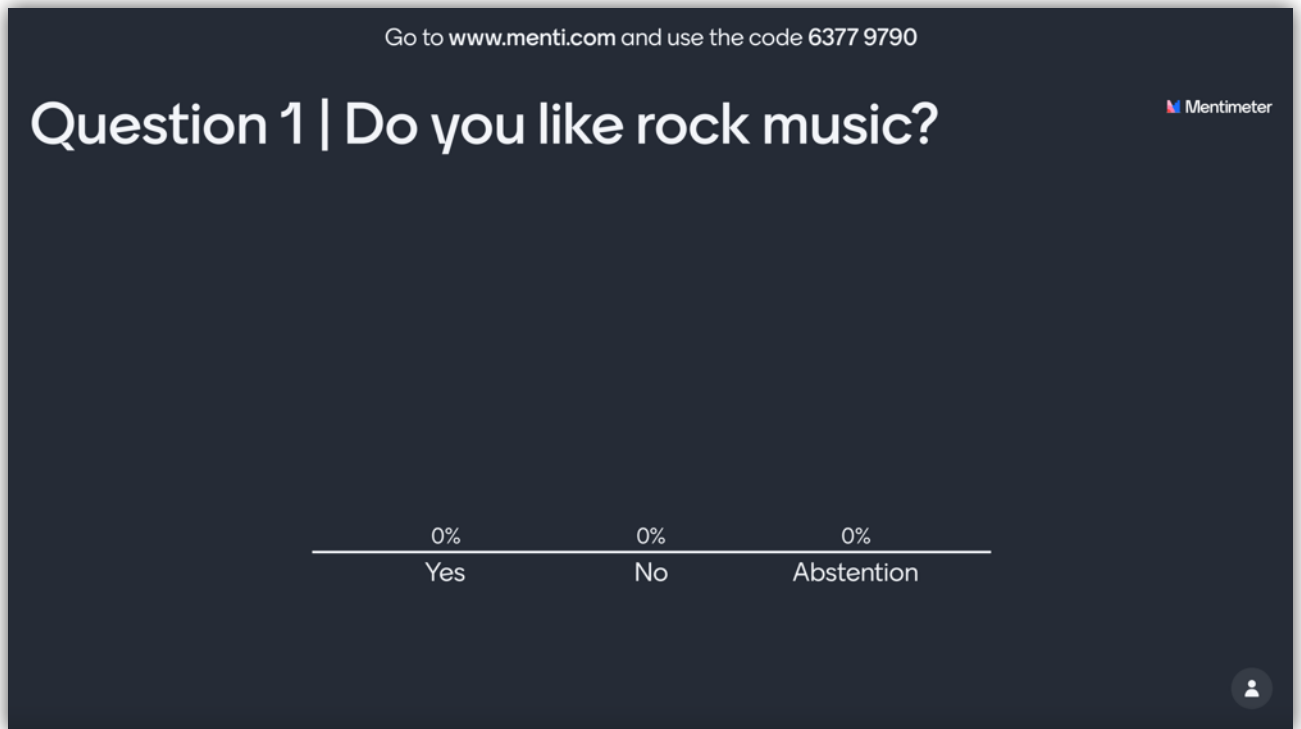 Go to www.menti.com and use the code 6377 9790
Question 1 | Do you like rock music?
Mentimeter
0% 0% 0%
Yes No Abstention